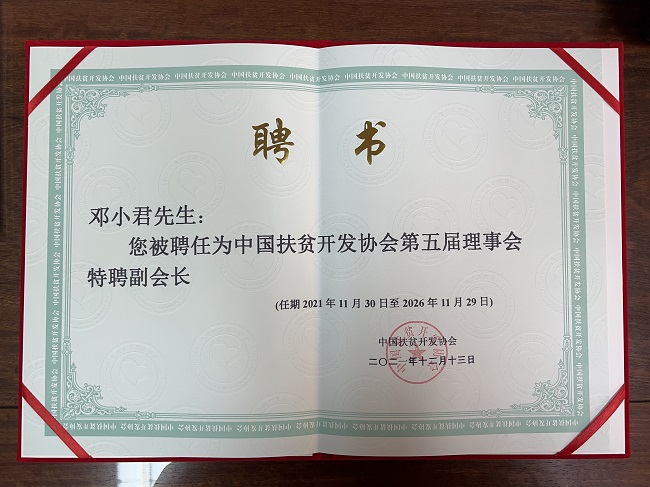 聘 书
邓小君先生：
您被聘任为中国扶贫开发协会第五届理事会
特聘副会长
(任期 2021 年 11 月 30 日至 2026 年 11 月 29 日)
中国扶贫开发协会
二〇二一年十二月十三日